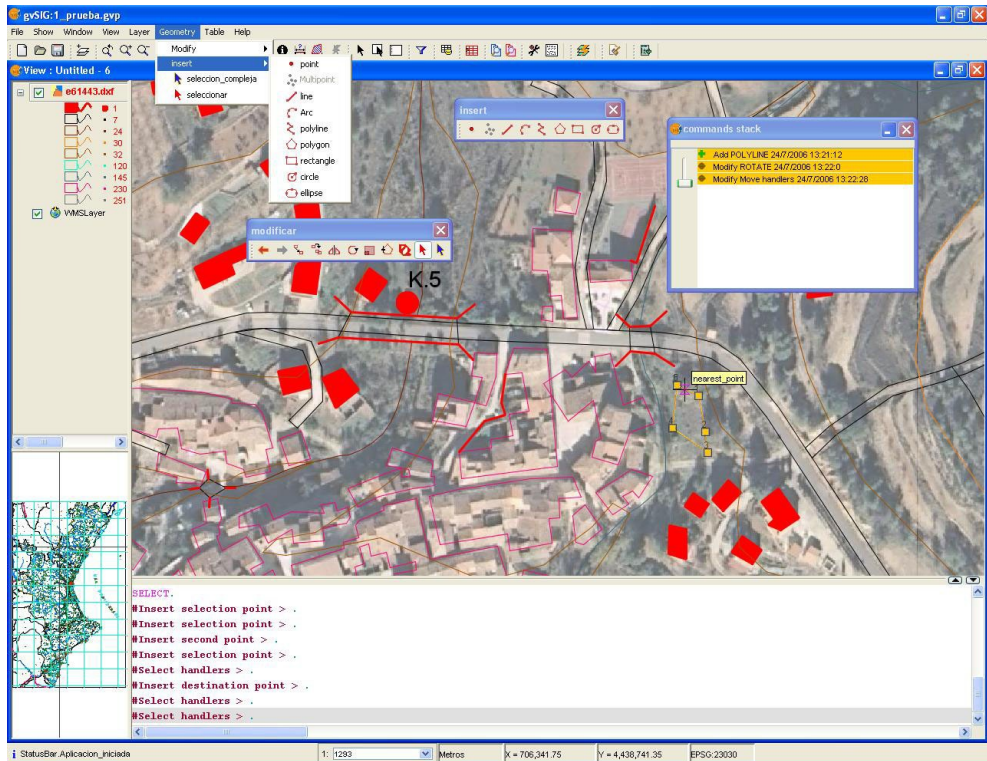 gvSIG:1_prueba.gvp
File Show Window View Layer Geometry Table Help
Modify
insert
seleccion_compleja
seleccionar
point
Multipoint
line
Arc
polyline
polygon
rectangle
circle
ellipse
View : Untitled - 6
e61443.dxf
1
7
24
30
32
120
145
230
251
WMSLayer
insert
commands stack
Add POLYLINE 24/7/2006 13:21:12
Modify ROTATE 24/7/2006 13:22:0
Modify Move handlers 24/7/2006 13:22:28
modificar
K.5
nearest_point
SELECT.
#Insert selection point > .
#Insert selection point > .
#Insert second point > .
#Insert selection point > .
#Select handlers > .
#Insert destination point > .
#Select handlers > .
#Select handlers > .
StatusBar.Aplicacion_iniciada
1: 1293
Metros
X = 706,341.75
Y = 4,438,741.35
EPSG:23030